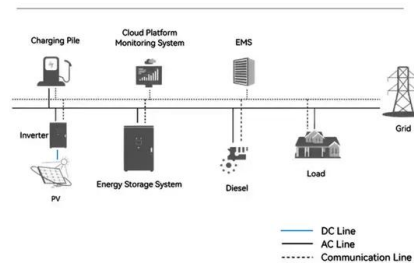 Charging Pile
Cloud Platform
Monitoring System
EMS
Grid
Inverter
PV
Energy Storage System
Diesel
Load
DC Line
AC Line
Communication Line